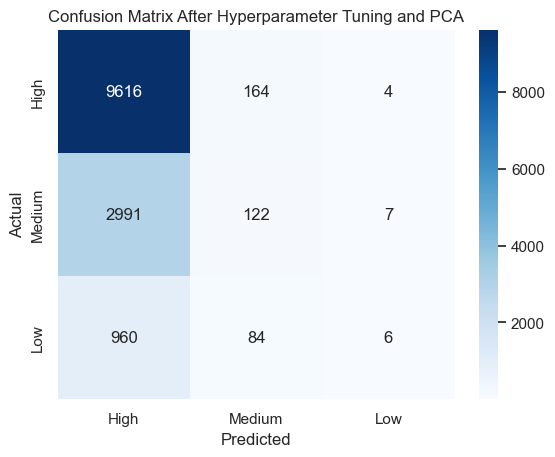 Confusion Matrix After Hyperparameter Tuning and PCA
High
9616 164 4
8000
6000
Actual
Medium
2991 122 7
4000
Low
960 84 6
2000
High Medium Low
Predicted